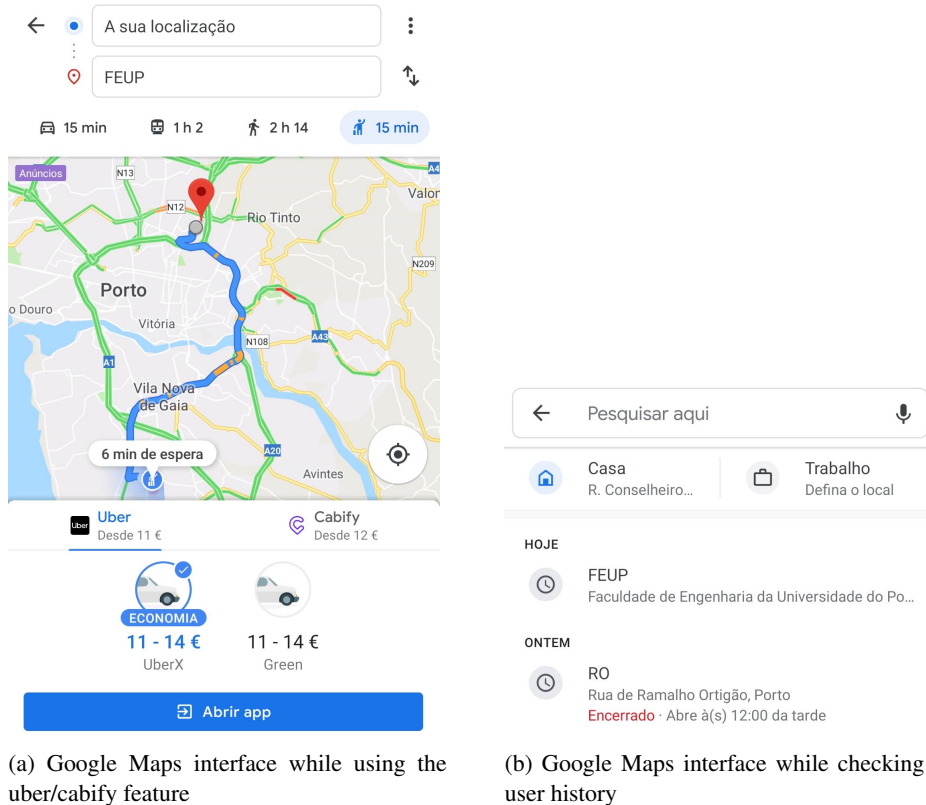 A sua localização
FEUP
15 min
1 h 2
2 h 14
15 min
Anúncios
N13
A4
N12
Rio Tinto
Valon
N209
Porto
o Douro
Vitória
N108
A43
A1
Vila Nova
de Gaia
6 min de espera
A20
Avintes
Uber
Uber
Desde 11 €
Cabify
Desde 12 €
ECONOMIA
11 - 14 €
UberX
11 - 14 €
Green
Abrir app
(a) Google Maps interface while using the
uber/cabify feature
Pesquisar aqui
Casa
R. Conselheiro...
Trabalho
Defina o local
HOJE
FEUP
Faculdade de Engenharia da Universidade do Po...
ONTEM
RO
Rua de Ramalho Ortigão, Porto
Encerrado · Abre à(s) 12:00 da tarde
(b) Google Maps interface while checking
user history